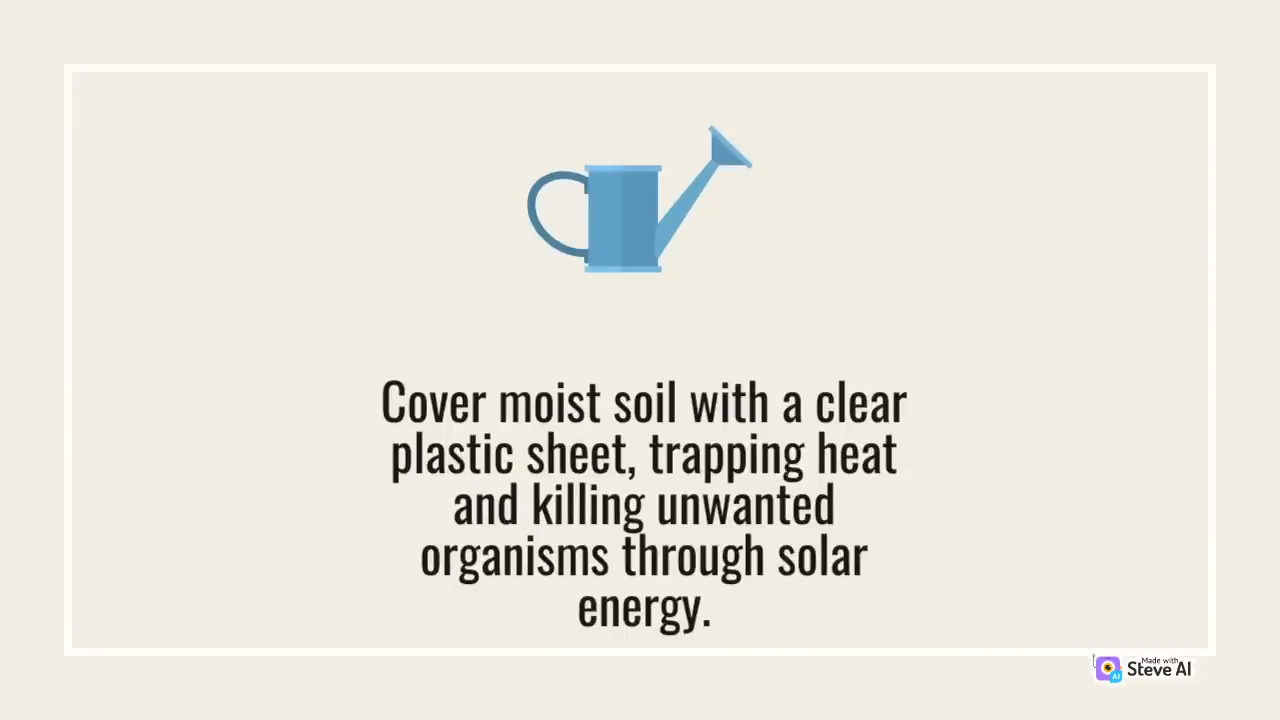 Cover moist soil with a clear
plastic sheet, trapping heat
and killing unwanted
organisms through solar
energy.
Made with
Steve AI
AI